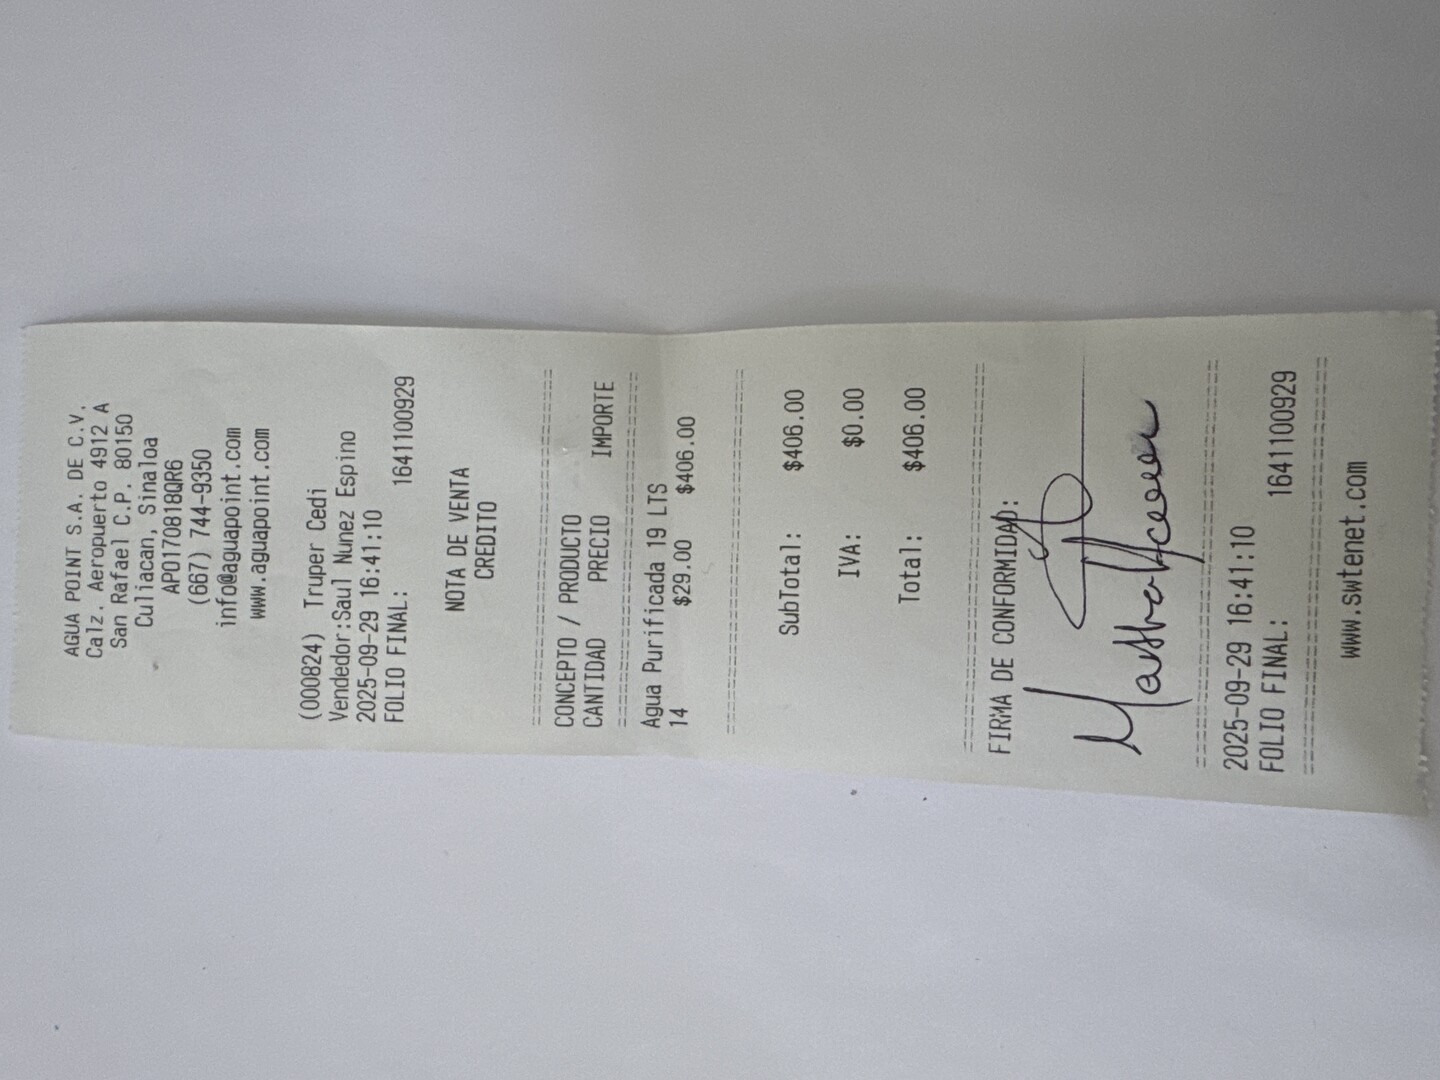 AGUA POINT S.A. DE C.V.
Calz. Aeropuerto 4912 A
San Rafael C.P. 80150
Culiacan, Sinaloa
APO170818QR6
(667) 744-9350
info@aguapoint.com
www.aguapoint.com
(000824) Truper Cedi
Vendedor:Saul Nunez Espino
2025-09-29 16:41:10
FOLIO FINAL: 1641100929
NOTA DE VENTA
CREDITO
CONCEPTO / PRODUCTO
CANTIDAD PRECIO IMPORTE
Agua Purificada 19 LTS
14 $29.00 $406.00
SubTotal: $406.00
IVA: $0.00
Total: $406.00
FIRMA DE CONFORMIDAD:
Martha
2025-09-29 16:41:10
FOLIO FINAL: 1641100929
www.swtenet.com